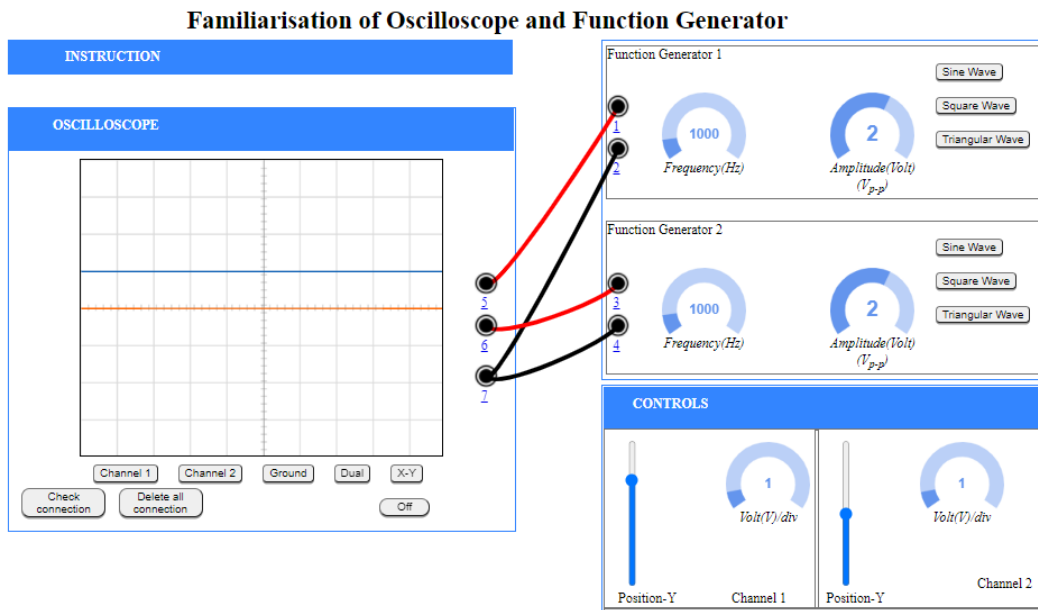 Familiarisation of Oscilloscope and Function Generator
INSTRUCTION
OSCILLOSCOPE
Channel 1
Channel 2
Ground
Dual
X-Y
Check
connection
Delete all
connection
Off
5
6
7
Function Generator 1
1
2
1000
Frequency(Hz)
2
Amplitude(Volt)
(Vp-p)
Sine Wave
Square Wave
Triangular Wave
Function Generator 2
3
4
1000
Frequency(Hz)
2
Amplitude(Volt)
(Vp-p)
Sine Wave
Square Wave
Triangular Wave
CONTROLS
1
Volt(V)/div
Position-Y
Channel 1
1
Volt(V)/div
Position-Y
Channel 2